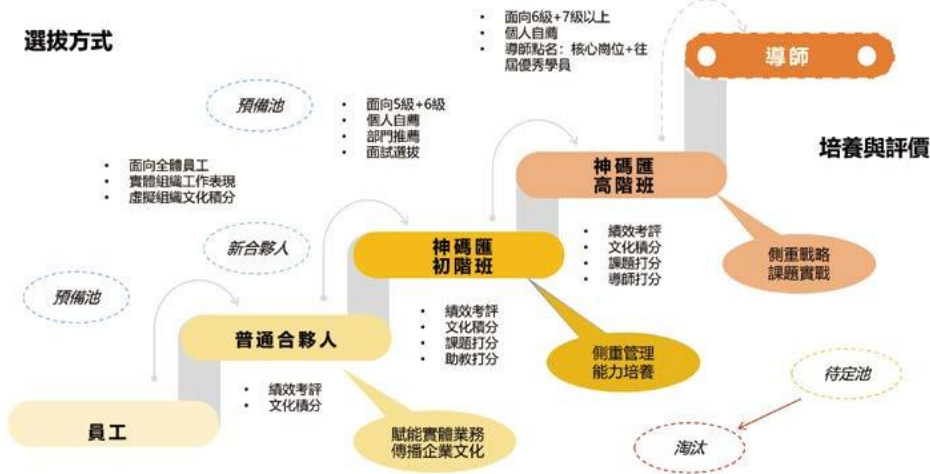 選拔方式
• 面向6級+7級以上
• 個人自薦
• 導師點名：核心崗位+往
屆優秀學員
導師
預備池
• 面向5級+6級
• 個人自薦
• 部門推薦
• 面試選拔
培養與評價
• 面向全體員工
• 實體組織工作表現
• 虛擬組織文化積分
神碼匯
高階班
新合夥人
神碼匯
初階班
• 績效考評
• 文化積分
• 課題打分
• 導師打分
側重戰略
課題實戰
預備池
普通合夥人
• 績效考評
• 文化積分
• 課題打分
• 助教打分
側重管理
能力培養
待定池
• 績效考評
• 文化積分
員工
賦能實體業務
傳播企業文化
淘汰